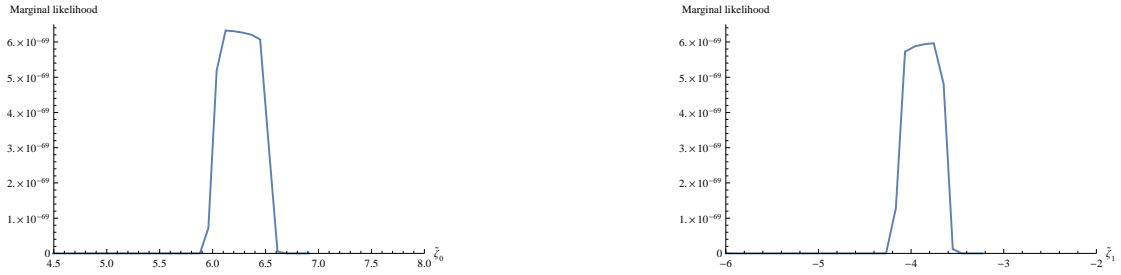 Marginal likelihood
6.×10⁻⁶⁹
5.×10⁻⁶⁹
4.×10⁻⁶⁹
3.×10⁻⁶⁹
2.×10⁻⁶⁹
1.×10⁻⁶⁹
0
4.5 5.0 5.5 6.0 6.5 7.0 7.5 8.0
ζ̃₀
Marginal likelihood
6.×10⁻⁶⁹
5.×10⁻⁶⁹
4.×10⁻⁶⁹
3.×10⁻⁶⁹
2.×10⁻⁶⁹
1.×10⁻⁶⁹
-6 -5 -4 -3 -2
ζ̃₁